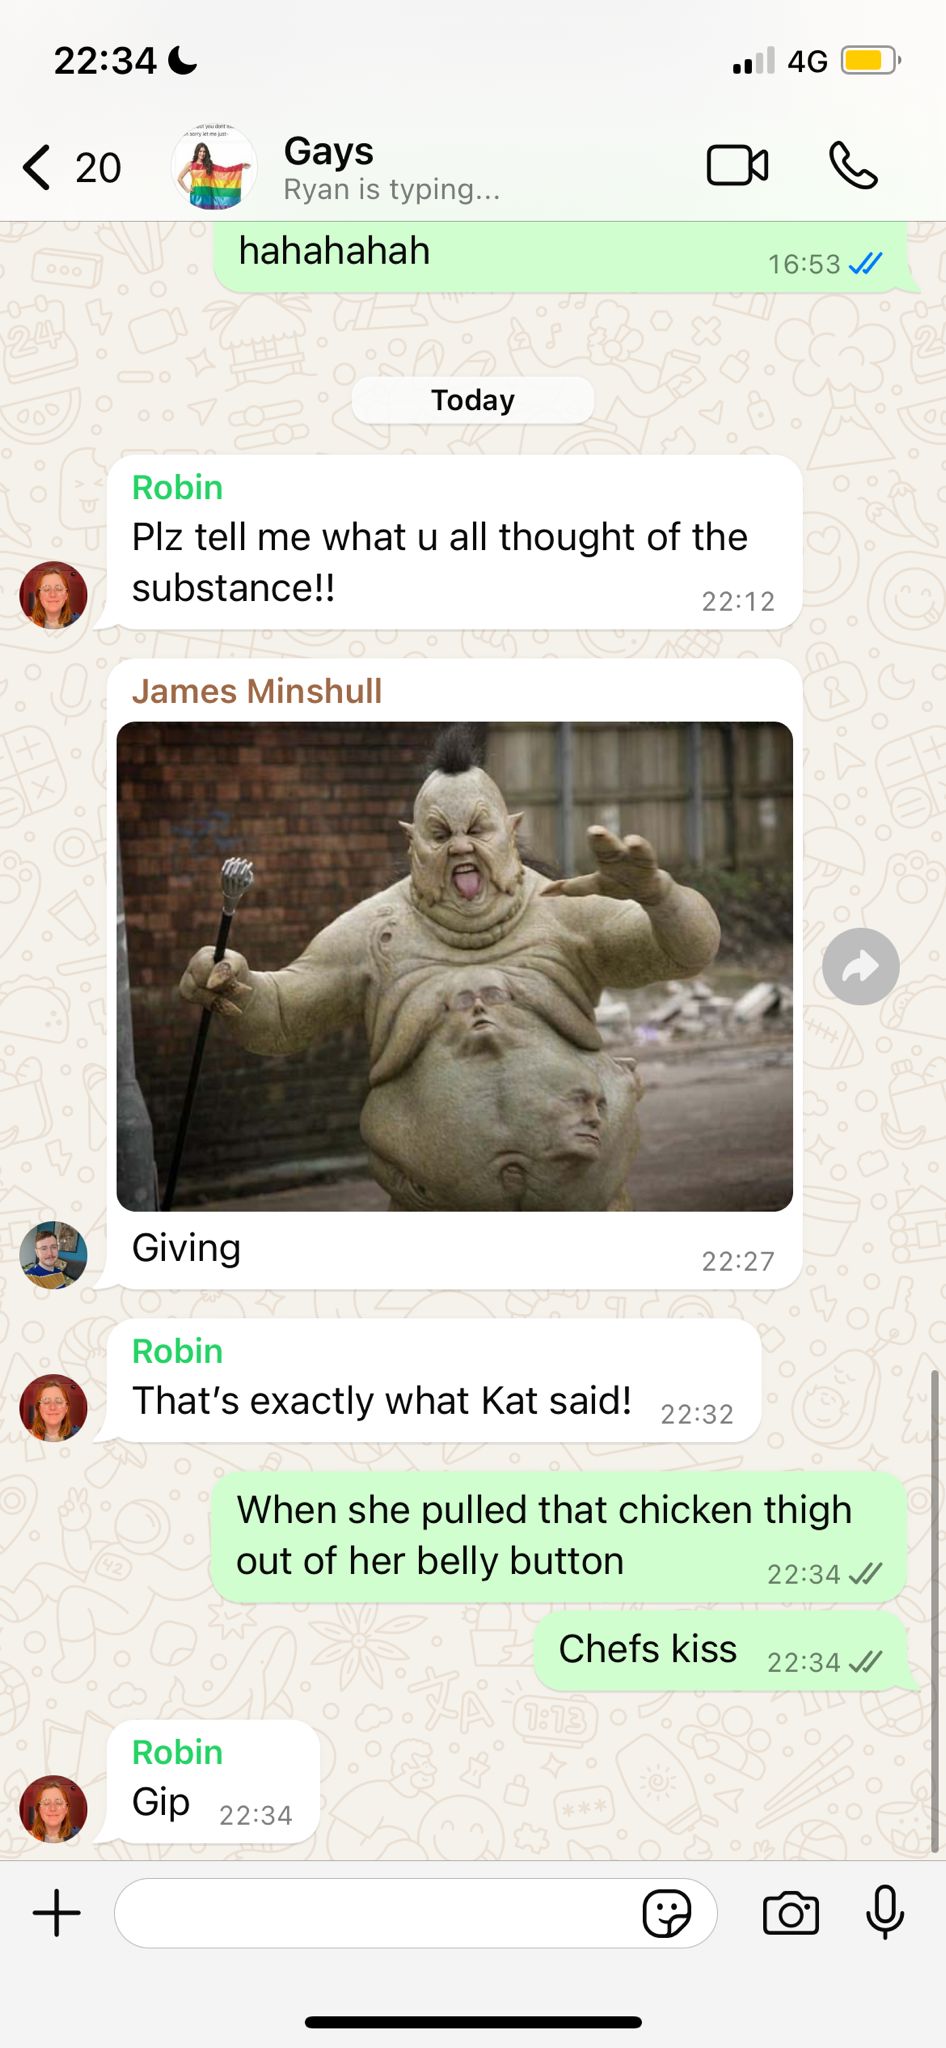 22:34
4G
20
Gays
Ryan is typing...
hahahahah
16:53
Today
Robin
Plz tell me what u all thought of the
substance!!
22:12
James Minshull
Giving
22:27
Robin
That's exactly what Kat said!
22:32
When she pulled that chicken thigh
out of her belly button
22:34
Chefs kiss
22:34
Robin
Gip
22:34